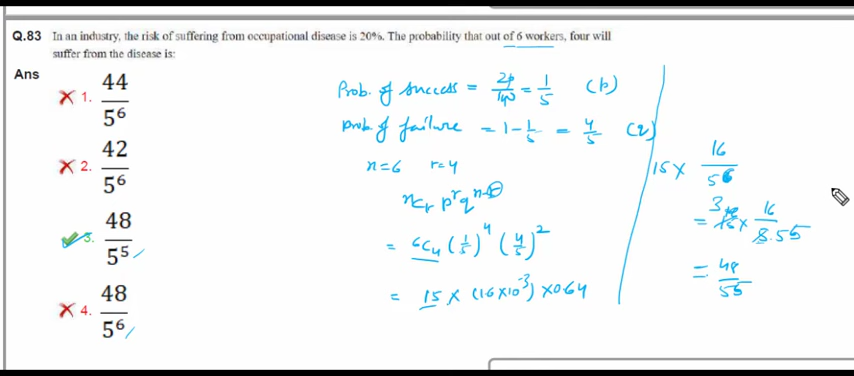 Q.83 In an industry, the risk of suffering from occupational disease is 20%. The probability that out of 6 workers, four will
suffer from the disease is:
Ans
1. 44/5⁶
2. 42/5⁶
3. 48/5⁵
4. 48/5⁶
Prob. of success = 20/100 = 1/5 (p)
Prob. of failure = 1 - 1/5 = 4/5 (q)
n=6 r=4
nCr pʳ qⁿ⁻ʳ
= 6C₄ (1/5)⁴ (4/5)²
= 15 × (1.6×10⁻³) × 0.64
15 × 16/5⁶
= 3 15 × 16/5.5⁵
= 48/5⁵